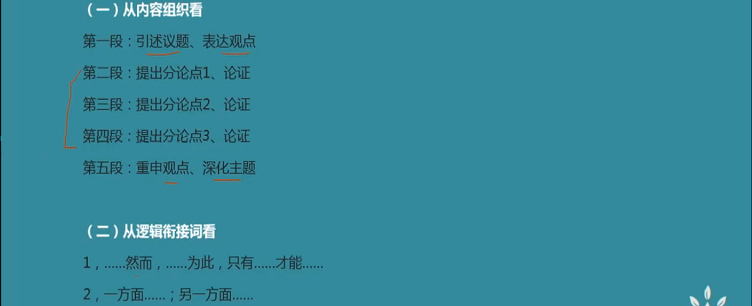 （一）从内容组织看
第一段：引述议题、表达观点
第二段：提出分论点1、论证
第三段：提出分论点2、论证
第四段：提出分论点3、论证
第五段：重申观点、深化主题
（二）从逻辑衔接词看
1，......然而，......为此，只有......才能......
2，一方面......；另一方面......